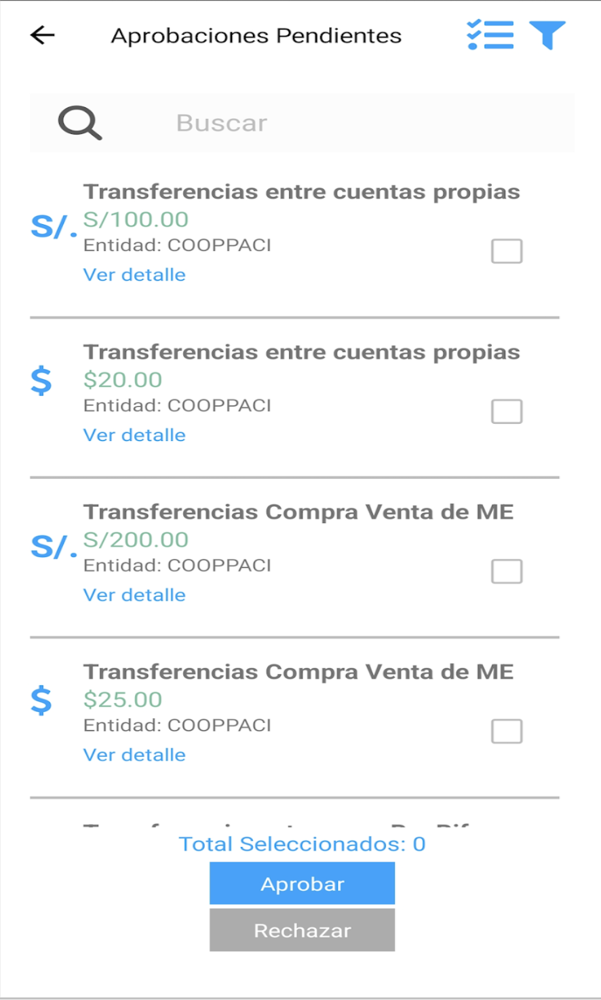 Aprobaciones Pendientes
Buscar
Transferencias entre cuentas propias
S/. S/100.00
Entidad: COOPPACI
Ver detalle
Transferencias entre cuentas propias
$ $20.00
Entidad: COOPPACI
Ver detalle
Transferencias Compra Venta de ME
S/. S/200.00
Entidad: COOPPACI
Ver detalle
Transferencias Compra Venta de ME
$ $25.00
Entidad: COOPPACI
Ver detalle
Total Seleccionados: 0
Aprobar
Rechazar